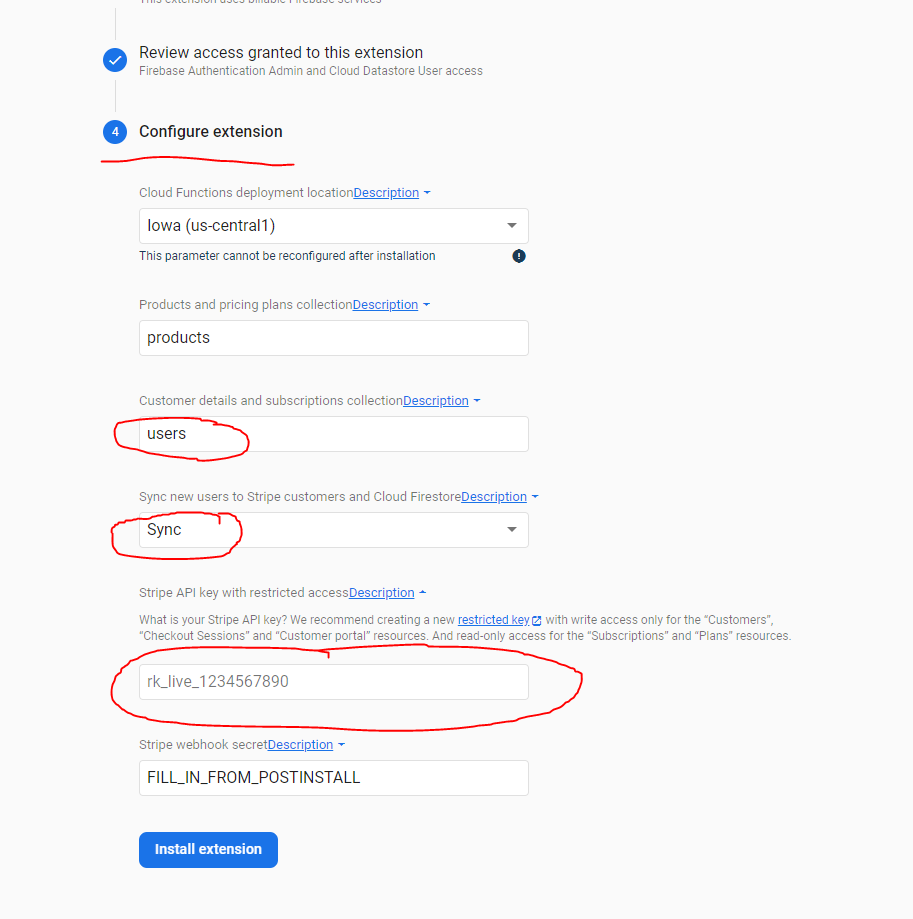 This extension uses billable Firebase services
Review access granted to this extension
Firebase Authentication Admin and Cloud Datastore User access
4 Configure extension
Cloud Functions deployment locationDescription
Iowa (us-central1)
This parameter cannot be reconfigured after installation
Products and pricing plans collectionDescription
products
Customer details and subscriptions collectionDescription
users
Sync new users to Stripe customers and Cloud FirestoreDescription
Sync
Stripe API key with restricted accessDescription
What is your Stripe API key? We recommend creating a new restricted key with write access only for the “Customers”,
“Checkout Sessions” and “Customer portal” resources. And read-only access for the “Subscriptions” and “Plans” resources.
rk_live_1234567890
Stripe webhook secretDescription
FILL_IN_FROM_POSTINSTALL
Install extension